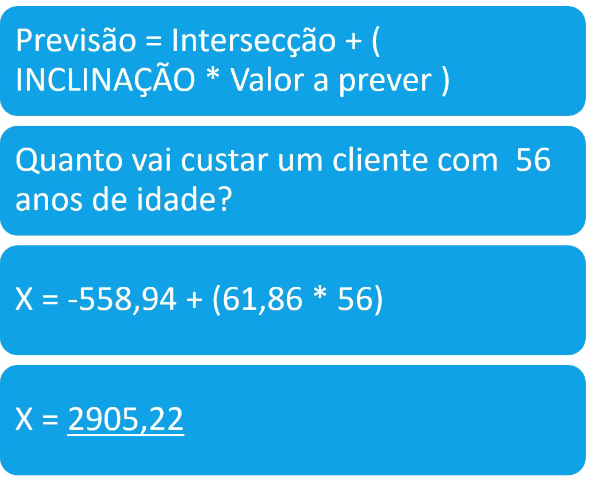 Previsão = Intersecção + (
INCLINAÇÃO * Valor a prever )
Quanto vai custar um cliente com 56
anos de idade?
X = -558,94 + (61,86 * 56)
X = 2905,22